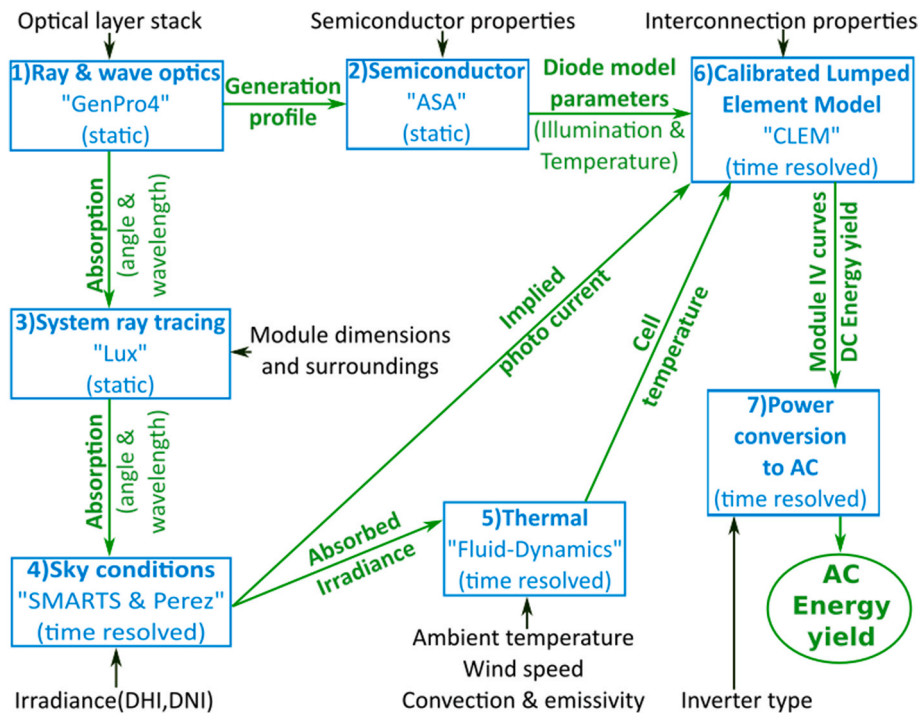 Optical layer stack
Semiconductor properties
Interconnection properties
1)Ray & wave optics
"GenPro4"
(static)
Generation
profile
2)Semiconductor
"ASA"
(static)
Diode model
parameters
(Illumination &
Temperature)
6)Calibrated Lumped
Element Model
"CLEM"
(time resolved)
Absorption
(angle &
wavelength)
Implied
photo current
Cell
temperature
Module IV curves
DC Energy yield
3)System ray tracing
"Lux"
(static)
Module dimensions
and surroundings
Absorption
(angle &
wavelength)
7)Power
conversion
to AC
(time resolved)
4)Sky conditions
"SMARTS & Perez"
(time resolved)
Absorbed
Irradiance
5)Thermal
"Fluid-Dynamics"
(time resolved)
AC
Energy
yield
Irradiance(DHI,DNI)
Ambient temperature
Wind speed
Convection & emissivity
Inverter type